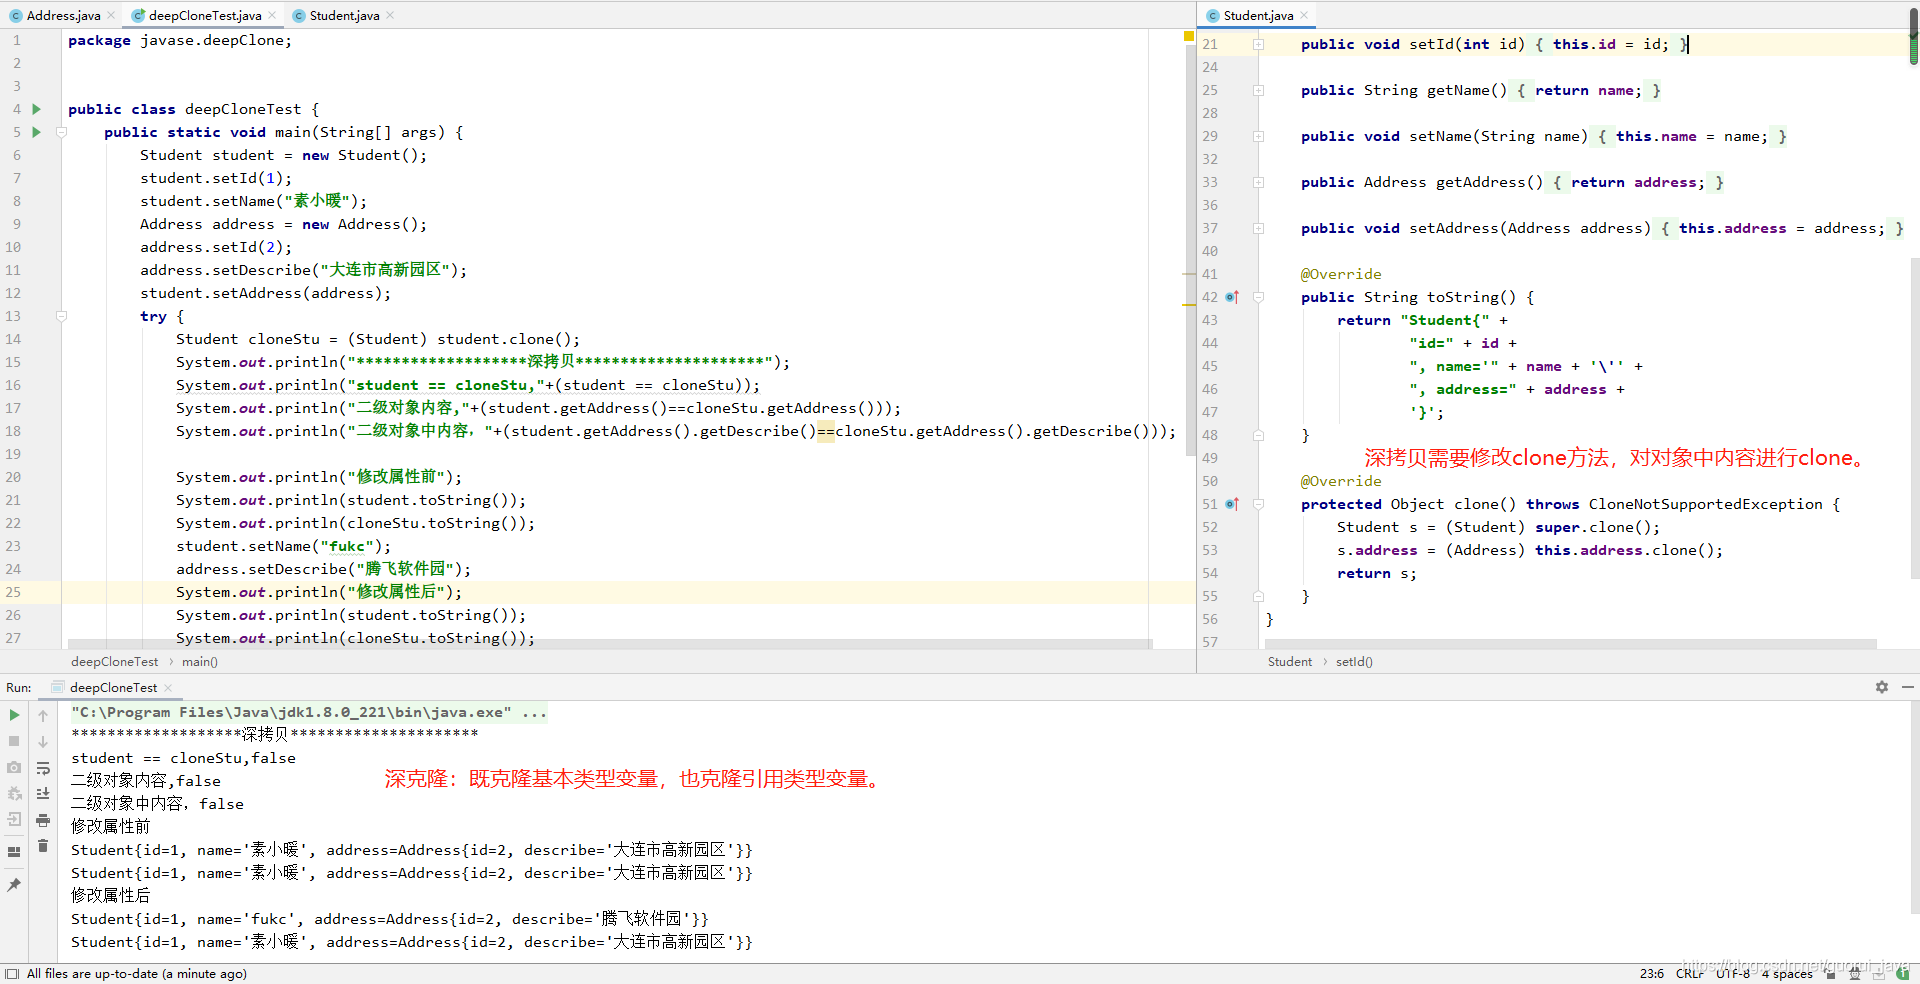 Address.java deepCloneTest.java Student.java
1 package javase.deepClone;
2
3
4 public class deepCloneTest {
5 public static void main(String[] args) {
6 Student student = new Student();
7 student.setId(1);
8 student.setName("素小暖");
9 Address address = new Address();
10 address.setId(2);
11 address.setDescribe("大连市高新园区");
12 student.setAddress(address);
13 try {
14 Student cloneStu = (Student) student.clone();
15 System.out.println("*******************深拷贝*********************");
16 System.out.println("student == cloneStu,"+(student == cloneStu));
17 System.out.println("二级对象内容,"+(student.getAddress()==cloneStu.getAddress()));
18 System.out.println("二级对象中内容，"+(student.getAddress().getDescribe()==cloneStu.getAddress().getDescribe()));
19
20 System.out.println("修改属性前");
21 System.out.println(student.toString());
22 System.out.println(cloneStu.toString());
23 student.setName("fukc");
24 address.setDescribe("腾飞软件园");
25 System.out.println("修改属性后");
26 System.out.println(student.toString());
27 System.out.println(cloneStu.toString());
deepCloneTest › main()
Student.java
21 public void setId(int id) { this.id = id; }
24
25 public String getName() { return name; }
28
29 public void setName(String name) { this.name = name; }
32
33 public Address getAddress() { return address; }
36
37 public void setAddress(Address address) { this.address = address; }
40
41 @Override
42 public String toString() {
43 return "Student{" +
44 "id=" + id +
45 ", name='" + name + '\'' +
46 ", address=" + address +
47 '}';
48 }
49 深拷贝需要修改clone方法，对对象中内容进行clone。
50 @Override
51 protected Object clone() throws CloneNotSupportedException {
52 Student s = (Student) super.clone();
53 s.address = (Address) this.address.clone();
54 return s;
55 }
56 }
57
Student › setId()
Run: deepCloneTest
"C:\Program Files\Java\jdk1.8.0_221\bin\java.exe" ...
*******************深拷贝*********************
student == cloneStu,false
二级对象内容,false
深克隆：既克隆基本类型变量，也克隆引用类型变量。
二级对象中内容，false
修改属性前
Student{id=1, name='素小暖', address=Address{id=2, describe='大连市高新园区'}}
Student{id=1, name='素小暖', address=Address{id=2, describe='大连市高新园区'}}
修改属性后
Student{id=1, name='fukc', address=Address{id=2, describe='腾飞软件园'}}
Student{id=1, name='素小暖', address=Address{id=2, describe='大连市高新园区'}}
All files are up-to-date (a minute ago)
23:6 CRLF UTF-8 4 spaces
https://blog.csdn.net/guorui_java